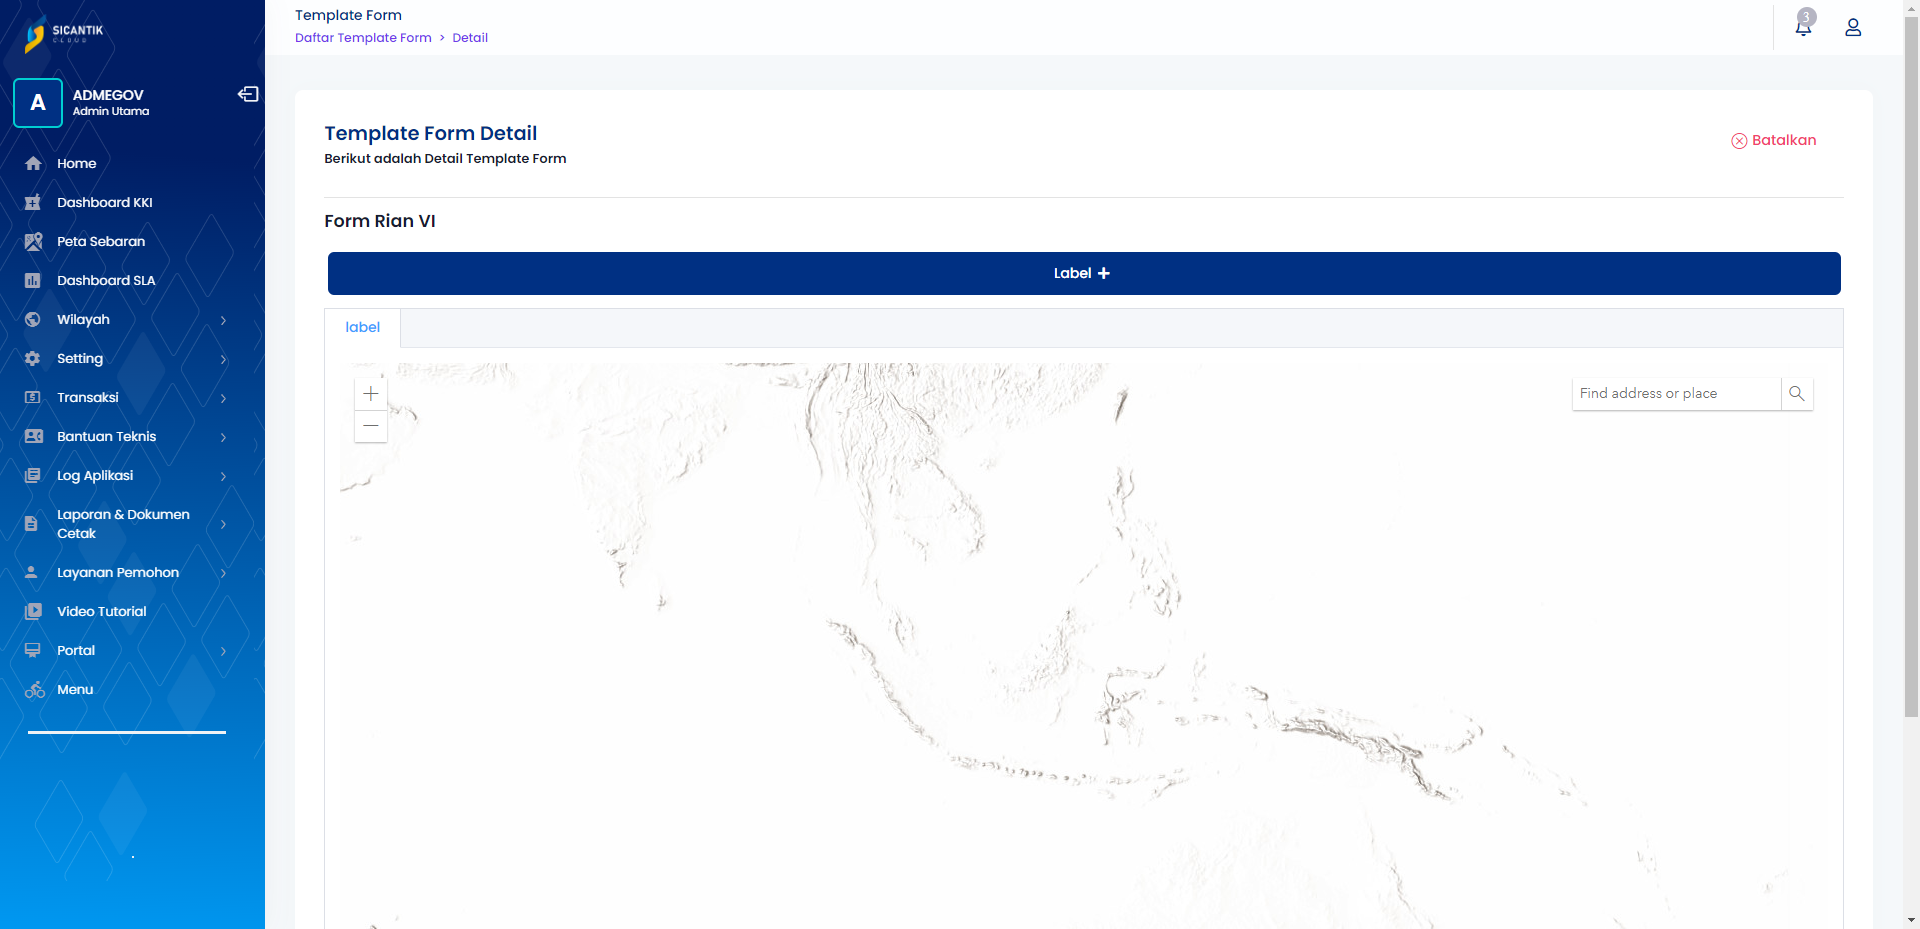 SICANTIK
CLOUD
A
ADMEGOV
Admin Utama
Home
Dashboard KKI
Peta Sebaran
Dashboard SLA
Wilayah
Setting
Transaksi
Bantuan Teknis
Log Aplikasi
Laporan & Dokumen
Cetak
Layanan Pemohon
Video Tutorial
Portal
Menu
Template Form
Daftar Template Form > Detail
3
Template Form Detail
Berikut adalah Detail Template Form
Batalkan
Form Rian VI
Label +
label
Find address or place